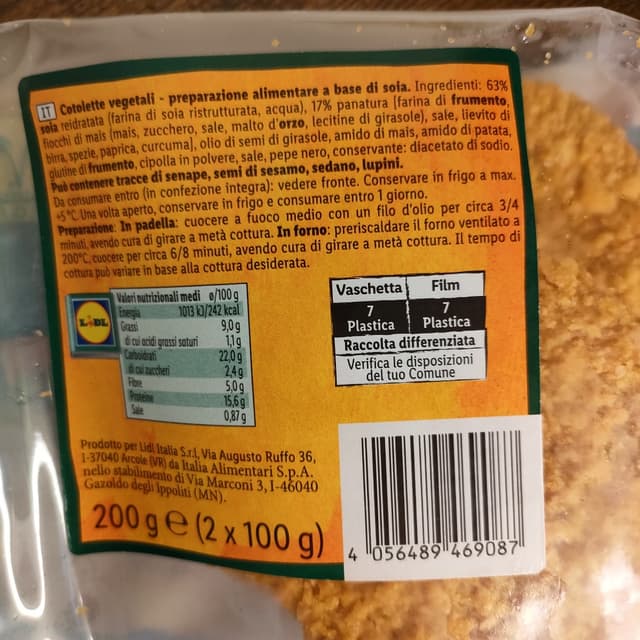 IT Cotolette vegetali - preparazione alimentare a base di soia. Ingredienti: 63%
soia reidratata (farina di soia ristrutturata, acqua), 17% panatura [farina di frumento,
fiocchi di mais (mais, zucchero, sale, malto d'orzo, lecitine di girasole), sale, lievito di
birra, spezie, paprica, curcuma], olio di semi di girasole, amido di mais, amido di patata,
glutine di frumento, cipolla in polvere, sale, pepe nero, conservante: diacetato di sodio.
Può contenere tracce di senape, semi di sesamo, sedano, lupini.
Da consumare entro (in confezione integra): vedere fronte. Conservare in frigo a max.
+5°C. Una volta aperto, conservare in frigo e consumare entro 1 giorno.
Preparazione: In padella: cuocere a fuoco medio con un filo d'olio per circa 3/4
minuti, avendo cura di girare a metà cottura. In forno: preriscaldare il forno ventilato a
200°C, cuocere per circa 6/8 minuti, avendo cura di girare a metà cottura. Il tempo di
cottura può variare in base alla cottura desiderata.
LIDL
Valori nutrizionali medi ø/100 g
Energia 1013 kJ/242 kcal
Grassi 9,0 g
di cui acidi grassi saturi 1,1 g
Carboidrati 22,0 g
di cui zuccheri 2,4 g
Fibre 5,0 g
Proteine 15,6 g
Sale 0,87 g
Vaschetta Film
7 7
Plastica Plastica
Raccolta differenziata
Verifica le disposizioni
del tuo Comune
Prodotto per Lidl Italia S.r.l, Via Augusto Ruffo 36,
I-37040 Arcole (VR) da Italia Alimentari S.p.A.
nello stabilimento di Via Marconi 3, I-46040
Gazoldo degli Ippoliti (MN).
200 g e (2 x 100 g)
4 056489 469087